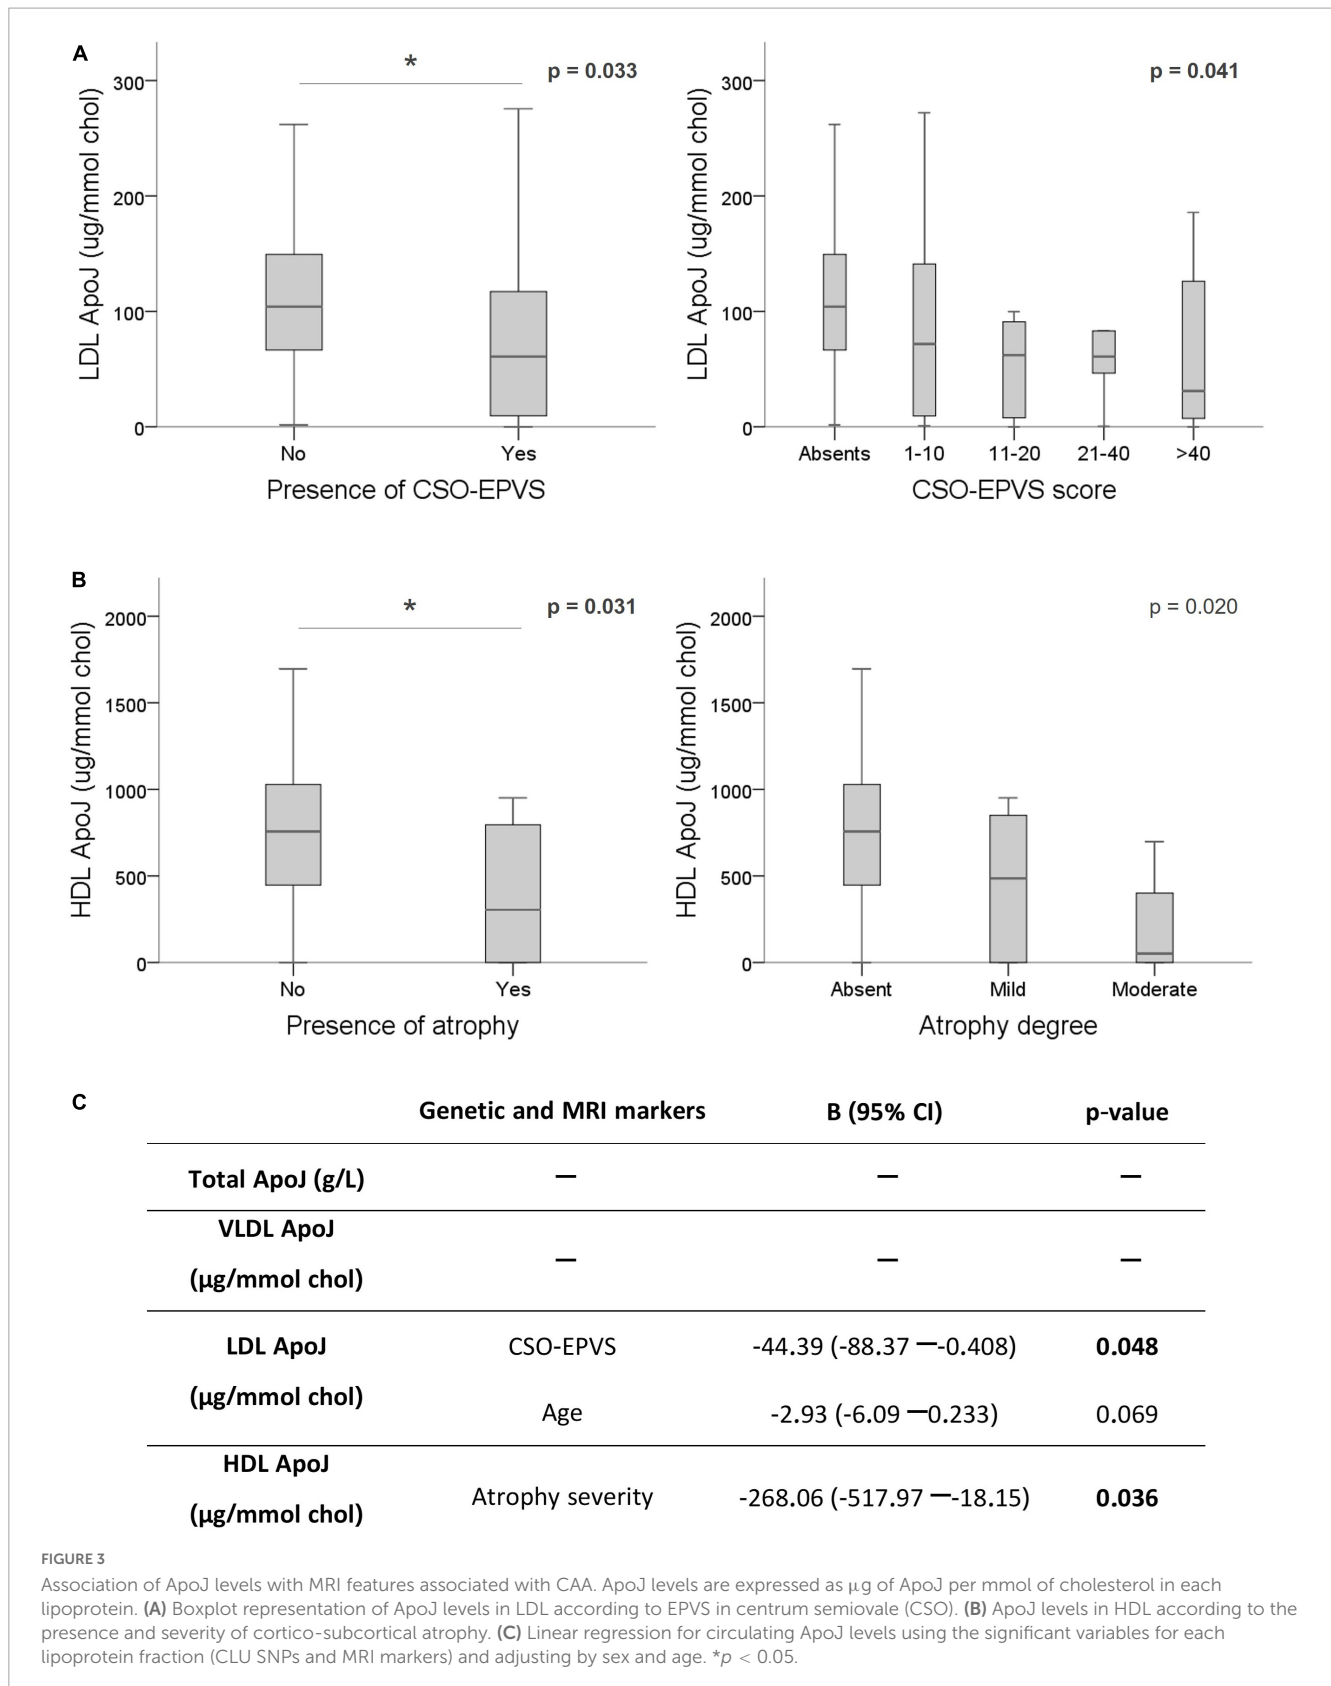 A
*
p = 0.033
LDL ApoJ (ug/mmol chol)
300
200
100
0
No
Yes
Presence of CSO-EPVS
p = 0.041
LDL ApoJ (ug/mmol chol)
300
200
100
0
Absents
1-10
11-20
21-40
>40
CSO-EPVS score
B
*
p = 0.031
HDL ApoJ (ug/mmol chol)
2000
1500
1000
500
0
No
Yes
Presence of atrophy
p = 0.020
HDL ApoJ (ug/mmol chol)
2000
1500
1000
500
0
Absent
Mild
Moderate
Atrophy degree
C
Genetic and MRI markers B (95% CI) p-value
Total ApoJ (g/L) — — —
VLDL ApoJ
(µg/mmol chol) — — —
LDL ApoJ CSO-EPVS -44.39 (-88.37 —-0.408) 0.048
(µg/mmol chol)
Age -2.93 (-6.09 —0.233) 0.069
HDL ApoJ
Atrophy severity -268.06 (-517.97 —-18.15) 0.036
(µg/mmol chol)
FIGURE 3
Association of ApoJ levels with MRI features associated with CAA. ApoJ levels are expressed as µg of ApoJ per mmol of cholesterol in each
lipoprotein. (A) Boxplot representation of ApoJ levels in LDL according to EPVS in centrum semiovale (CSO). (B) ApoJ levels in HDL according to the
presence and severity of cortico-subcortical atrophy. (C) Linear regression for circulating ApoJ levels using the significant variables for each
lipoprotein fraction (CLU SNPs and MRI markers) and adjusting by sex and age. *p < 0.05.